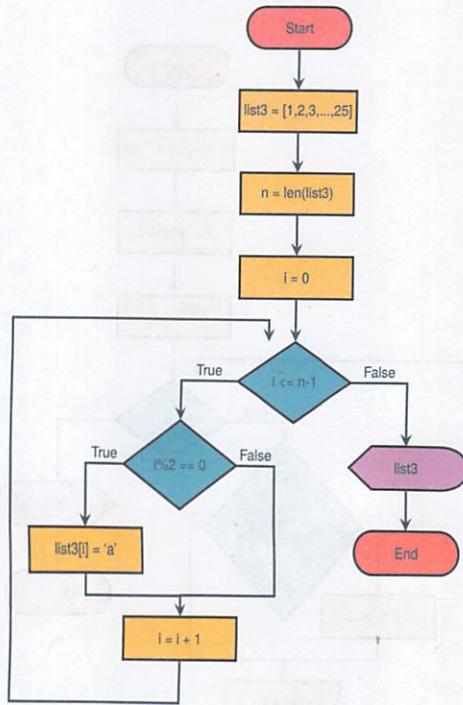 Start
list3 = [1,2,3,...,25]
n = len(list3)
i = 0
i <= n-1
True
False
i%2 == 0
True
False
list3
list3[i] = 'a'
End
i = i + 1